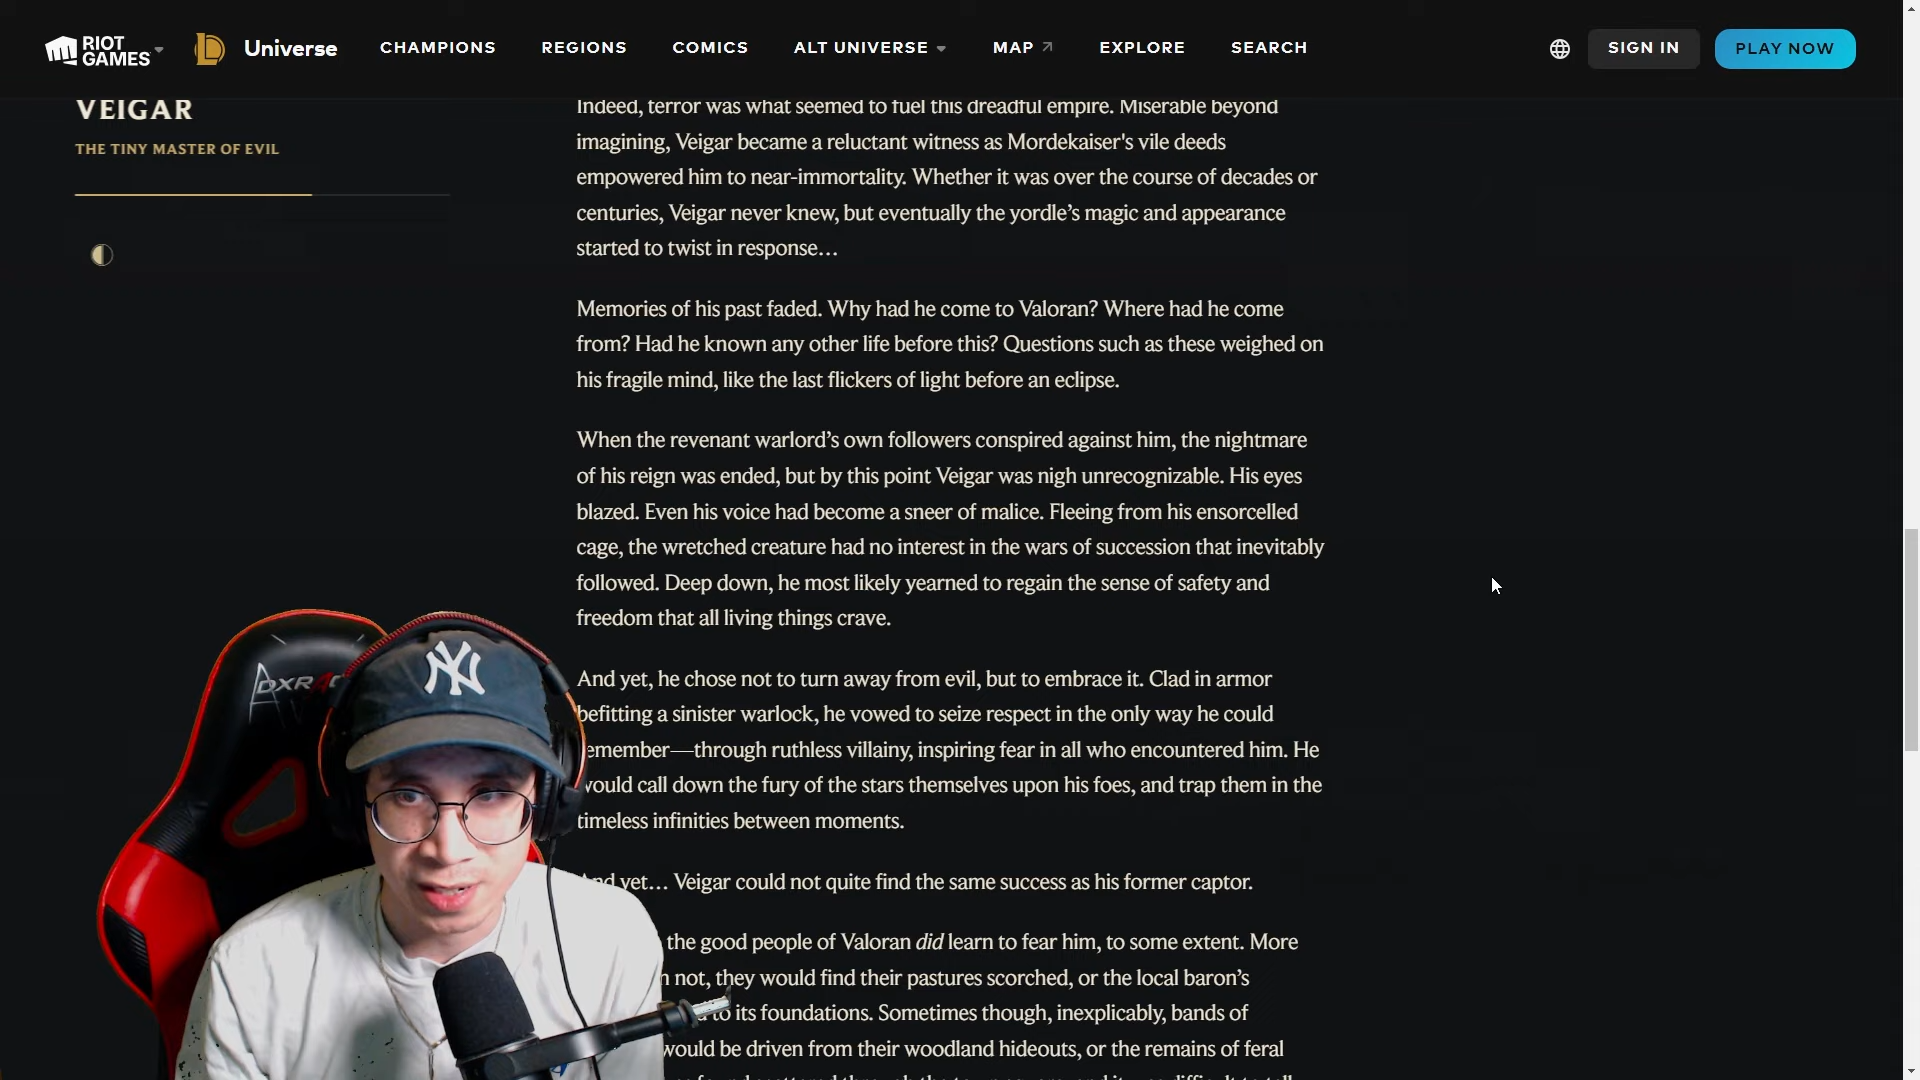 RIOT GAMES Universe CHAMPIONS REGIONS COMICS ALT UNIVERSE MAP EXPLORE SEARCH SIGN IN PLAY NOW
VEIGAR
THE TINY MASTER OF EVIL
Indeed, terror was what seemed to fuel this dreadful empire. Miserable beyond
imagining, Veigar became a reluctant witness as Mordekaiser's vile deeds
empowered him to near-immortality. Whether it was over the course of decades or
centuries, Veigar never knew, but eventually the yordle’s magic and appearance
started to twist in response…
Memories of his past faded. Why had he come to Valoran? Where had he come
from? Had he known any other life before this? Questions such as these weighed on
his fragile mind, like the last flickers of light before an eclipse.
When the revenant warlord’s own followers conspired against him, the nightmare
of his reign was ended, but by this point Veigar was nigh unrecognizable. His eyes
blazed. Even his voice had become a sneer of malice. Fleeing from his ensorcelled
cage, the wretched creature had no interest in the wars of succession that inevitably
followed. Deep down, he most likely yearned to regain the sense of safety and
freedom that all living things crave.
And yet, he chose not to turn away from evil, but to embrace it. Clad in armor
befitting a sinister warlock, he vowed to seize respect in the only way he could
emember—through ruthless villainy, inspiring fear in all who encountered him. He
would call down the fury of the stars themselves upon his foes, and trap them in the
timeless infinities between moments.
And yet… Veigar could not quite find the same success as his former captor.
the good people of Valoran did learn to fear him, to some extent. More
not, they would find their pastures scorched, or the local baron’s
to its foundations. Sometimes though, inexplicably, bands of
would be driven from their woodland hideouts, or the remains of feral
NY
DXR